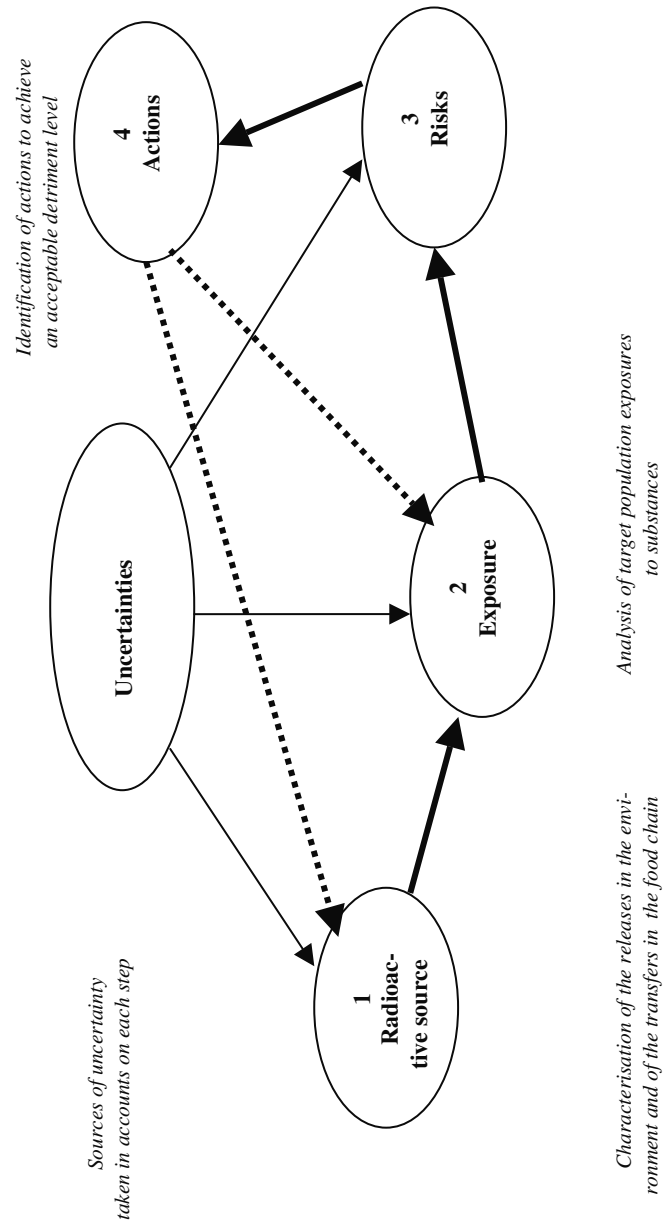 Sources of uncertainty
taken in accounts on each step
Identification of actions to achieve
an acceptable detriment level
Uncertainties
4
Actions
1
Radioac-
tive source
2
Exposure
3
Risks
Characterisation of the releases in the envi-
ronment and of the transfers in the food chain
Analysis of target population exposures
to substances